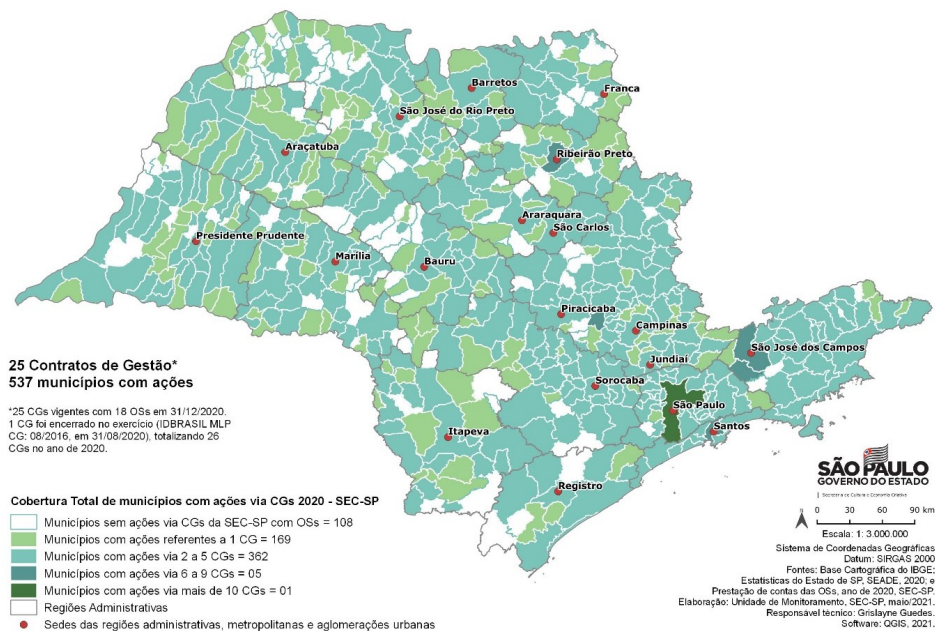 Barretos
Franca
São José do Rio Preto
Araçatuba
Ribeirão Preto
Araraquara
São Carlos
Presidente Prudente
Marília
Bauru
Piracicaba
Campinas
São José dos Campos
Jundiaí
Sorocaba
São Paulo
Santos
Itapeva
Registro
25 Contratos de Gestão*
537 municípios com ações
*25 CGs vigentes com 18 OSs em 31/12/2020.
1 CG foi encerrado no exercício (IDBRASIL MLP
CG: 08/2016, em 31/08/2020), totalizando 26
CGs no ano de 2020.
Cobertura Total de municípios com ações via CGs 2020 - SEC-SP
Municípios sem ações via CGs da SEC-SP com OSs = 108
Municípios com ações referentes a 1 CG = 169
Municípios com ações via 2 a 5 CGs = 362
Municípios com ações via 6 a 9 CGs = 05
Municípios com ações via mais de 10 CGs = 01
Regiões Administrativas
Sedes das regiões administrativas, metropolitanas e aglomerações urbanas
SÃO PAULO
GOVERNO DO ESTADO
Secretaria de Cultura e Economia Criativa
N
0 30 60 90 km
Escala: 1: 3.000.000
Sistema de Coordenadas Geográficas
Datum: SIRGAS 2000
Fontes: Base Cartográfica do IBGE;
Estatísticas do Estado de SP, SEADE, 2020; e
Prestação de contas das OSs, ano de 2020, SEC-SP.
Elaboração: Unidade de Monitoramento, SEC-SP, maio/2021.
Responsável técnico: Grislayne Guedes.
Software: QGIS, 2021.